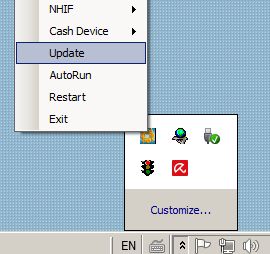 NHIF
Cash Device
Update
AutoRun
Restart
Exit
Customize...
EN